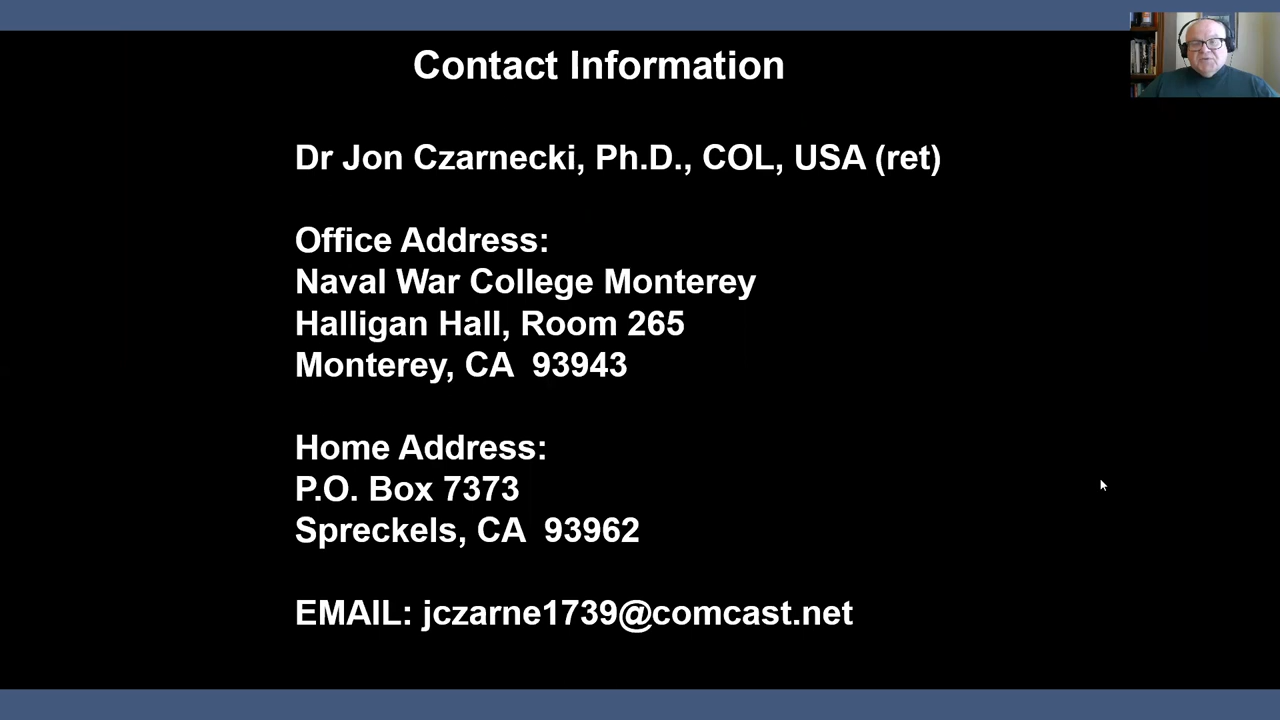 Contact Information
Dr Jon Czarnecki, Ph.D., COL, USA (ret)
Office Address:
Naval War College Monterey
Halligan Hall, Room 265
Monterey, CA  93943
Home Address:
P.O. Box 7373
Spreckels, CA  93962
EMAIL: jczarne1739@comcast.net